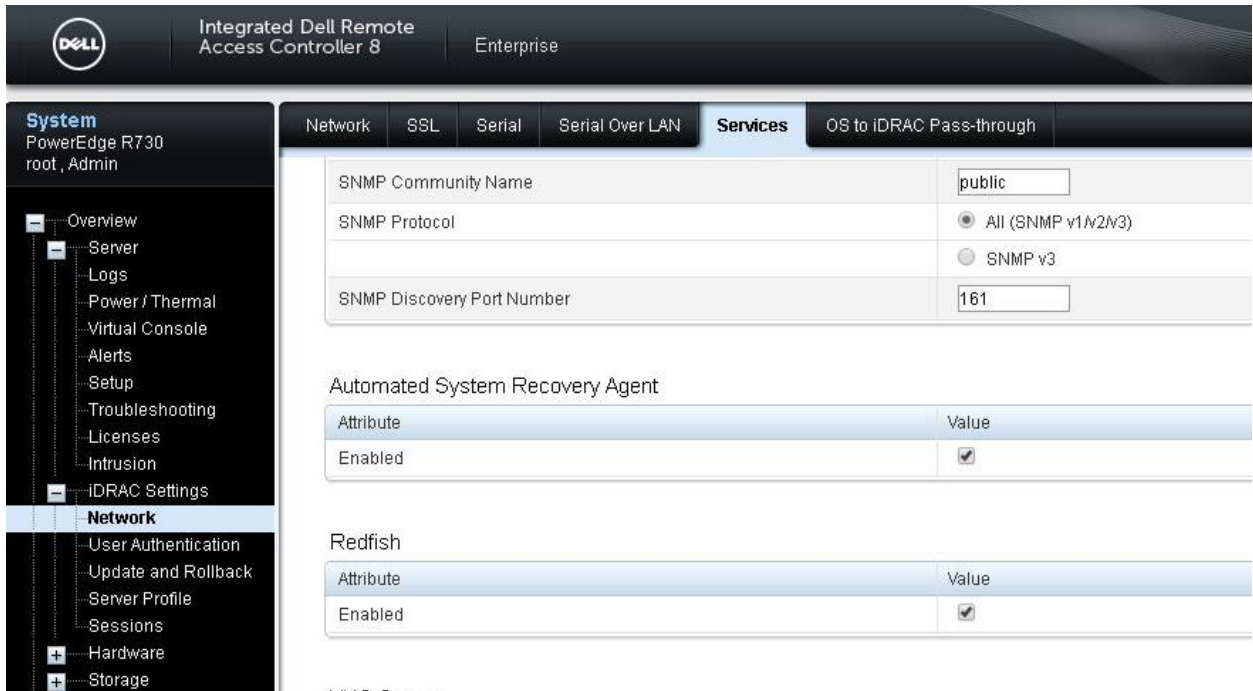 DELL
Integrated Dell Remote
Access Controller 8
Enterprise
System
PowerEdge R730
root , Admin
Overview
Server
Logs
Power / Thermal
Virtual Console
Alerts
Setup
Troubleshooting
Licenses
Intrusion
iDRAC Settings
Network
User Authentication
Update and Rollback
Server Profile
Sessions
Hardware
Storage
Network SSL Serial Serial Over LAN Services OS to iDRAC Pass-through
SNMP Community Name public
SNMP Protocol All (SNMP v1/v2/v3)
SNMP v3
SNMP Discovery Port Number 161
Automated System Recovery Agent
Attribute Value
Enabled
Redfish
Attribute Value
Enabled